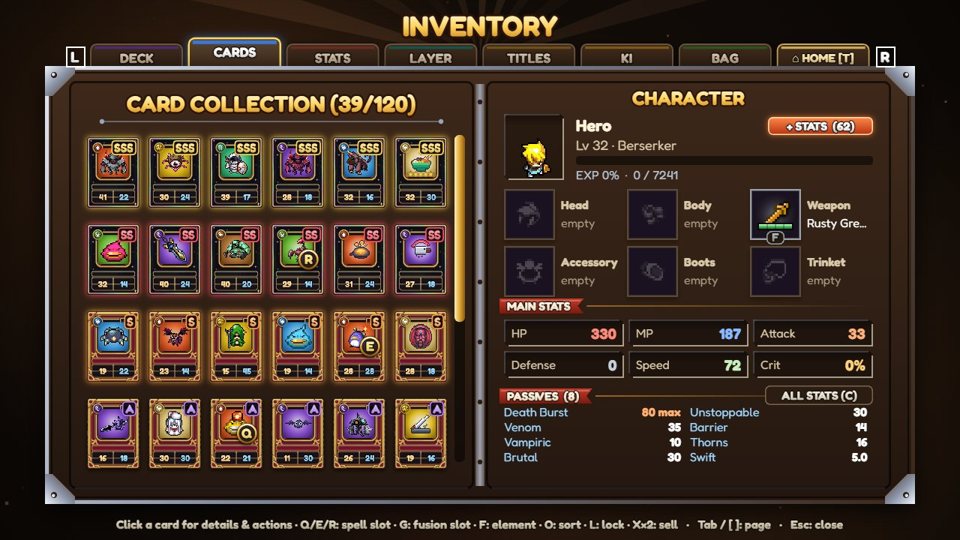 INVENTORY
L DECK CARDS STATS LAYER TITLES KI BAG HOME [T] R
CARD COLLECTION (39/120)
SSS SSS SSS SSS SSS SSS
41 22 30 24 39 17 28 18 32 16 32 30
SS SS SS SS SS SS
R
32 14 40 24 40 20 29 14 31 24 27 18
S S S S S S
E
19 22 23 14 15 45 19 14 28 28 28 18
A A A A A A
Q
16 18 30 30 22 21 11 30 26 24 19 16
CHARACTER
Hero
+ STATS (62)
Lv 32 · Berserker
EXP 0% · 0 / 7241
Head
empty
Body
empty
Weapon
Rusty Gre...
F
Accessory
empty
Boots
empty
Trinket
empty
MAIN STATS
HP 330 MP 187 Attack 33
Defense 0 Speed 72 Crit 0%
PASSIVES (8) ALL STATS (C)
Death Burst 80 max Unstoppable 30
Venom 35 Barrier 14
Vampiric 10 Thorns 16
Brutal 30 Swift 5.0
Click a card for details & actions · Q/E/R: spell slot · G: fusion slot · F: element · O: sort · L: lock · Xx2: sell · Tab / [ ]: page · Esc: close